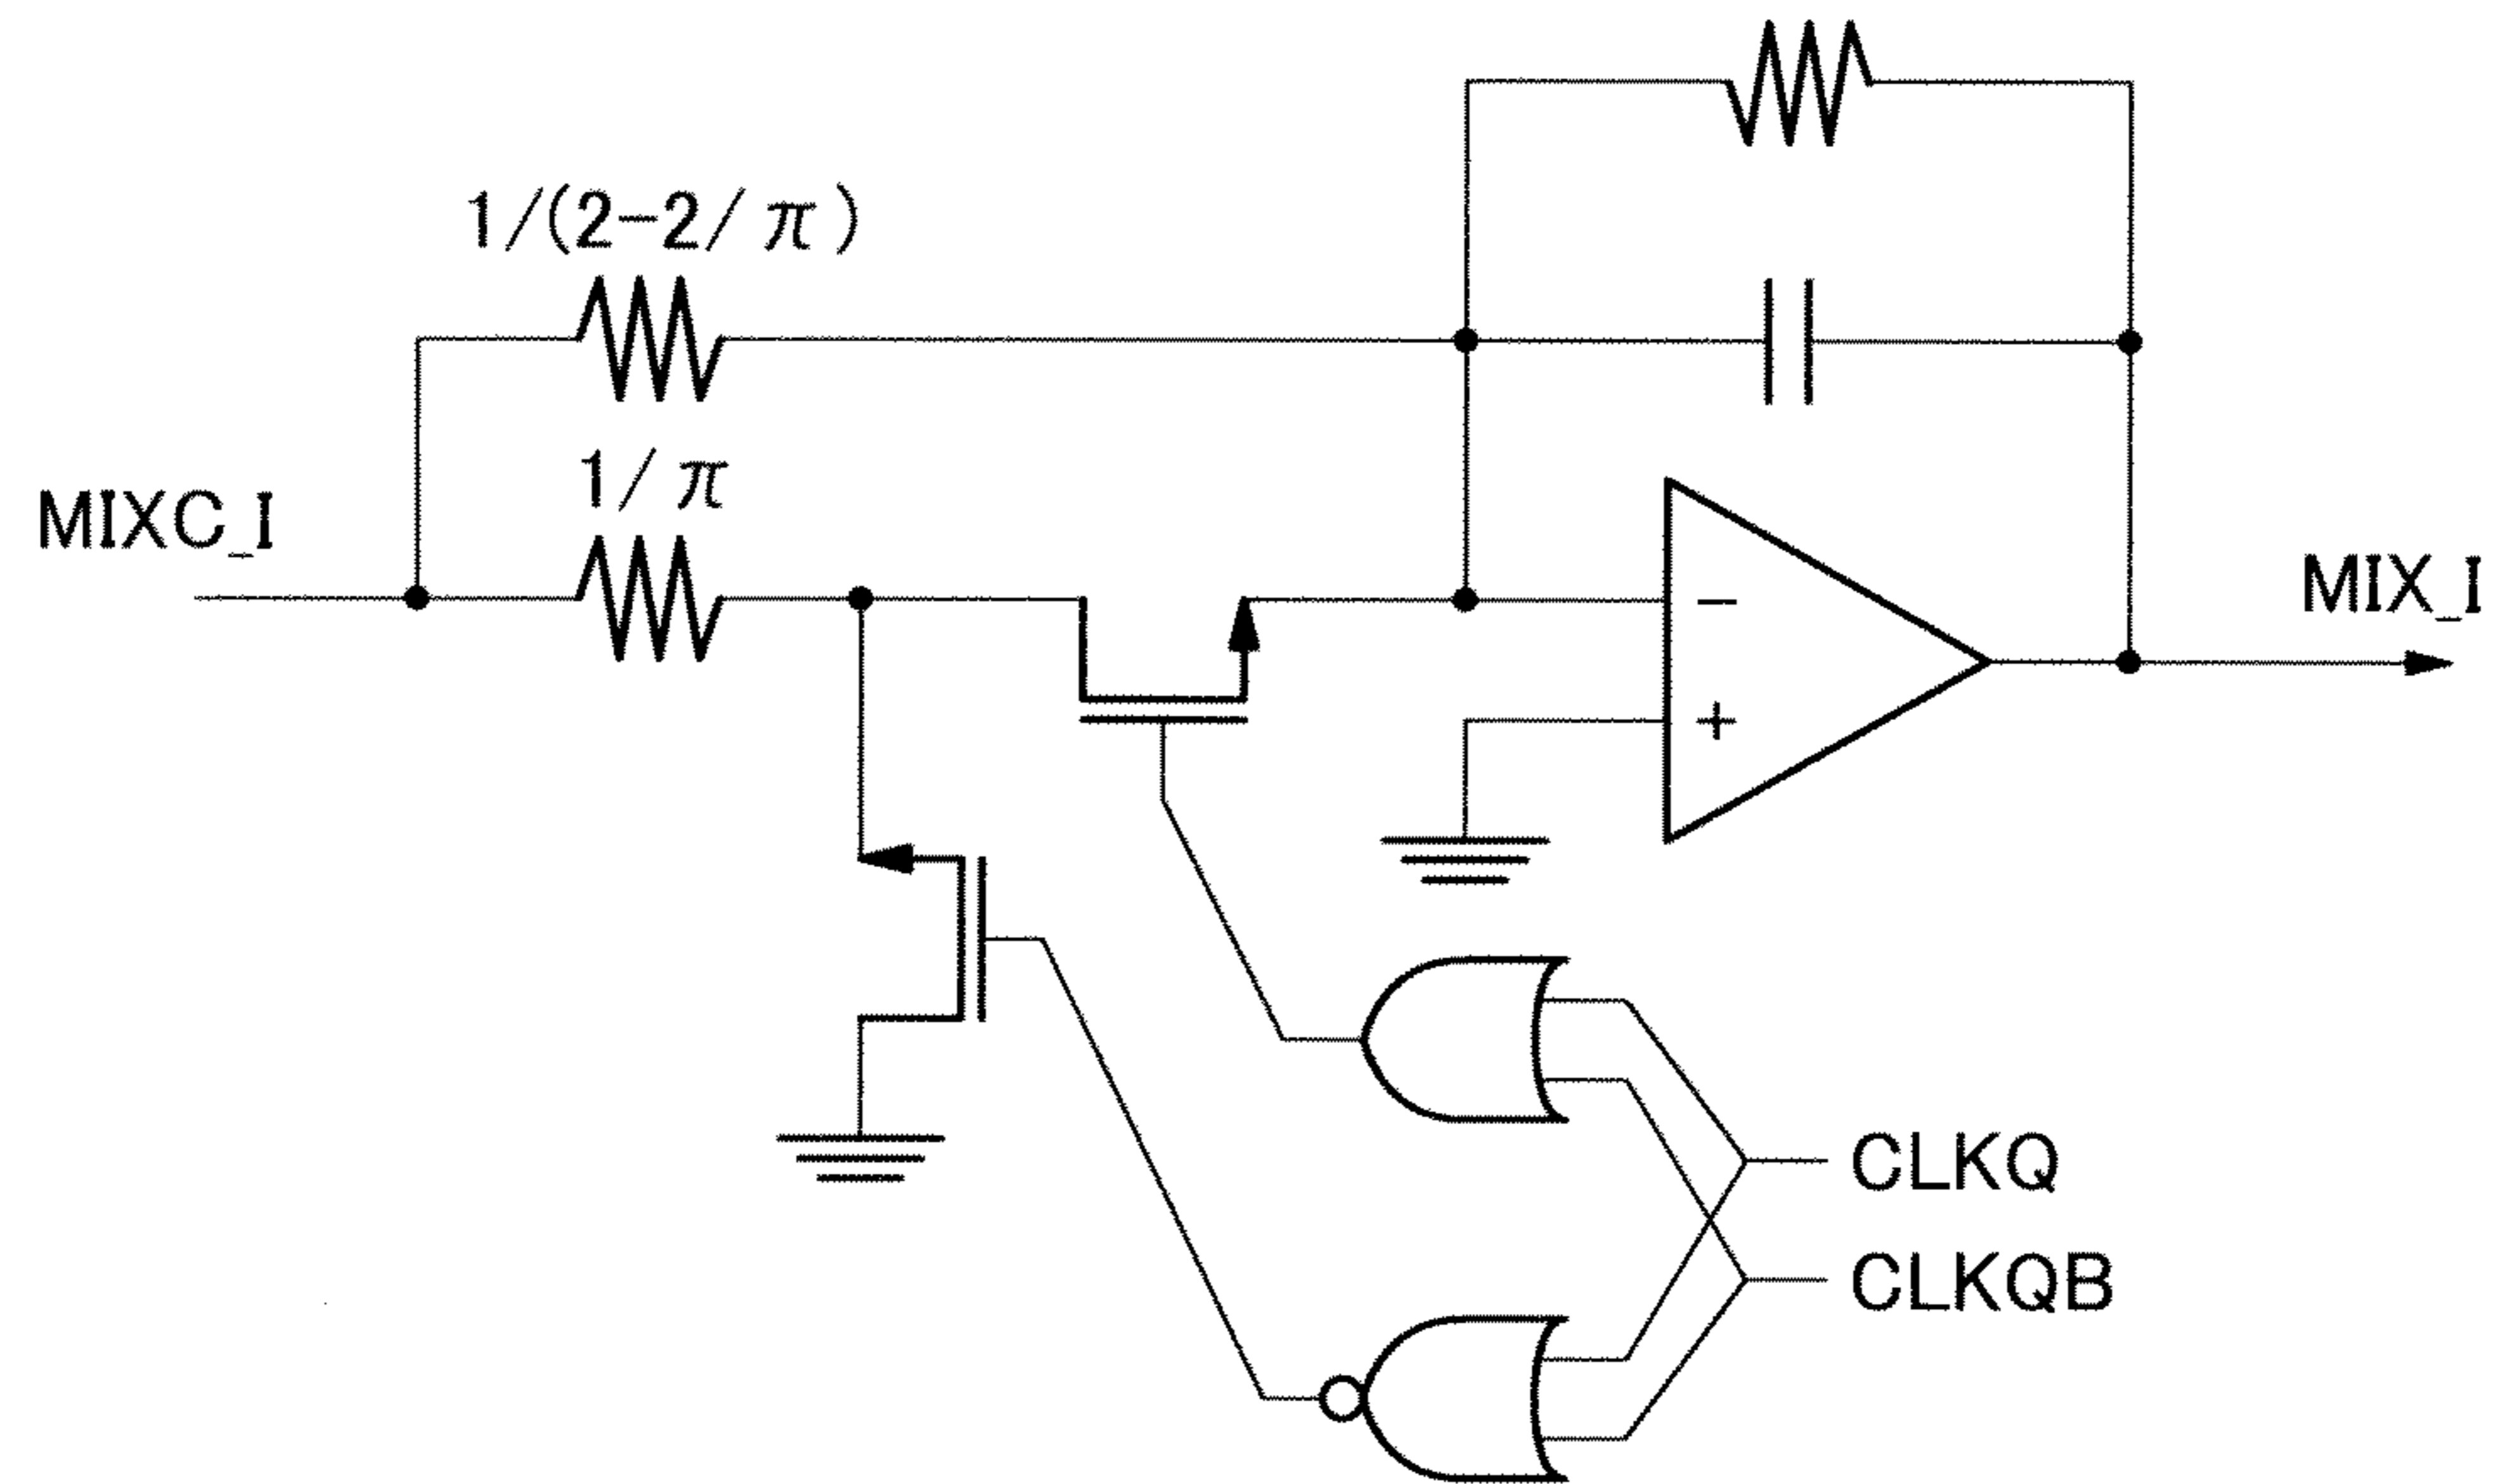 1/(2-2/π)
1/π
MIXC_I
MIX_I
−
+
CLKQ
CLKQB